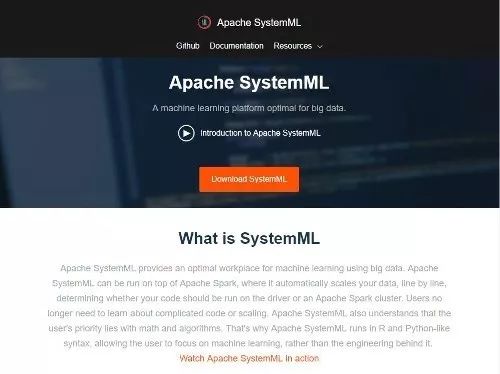 Apache SystemML
Github Documentation Resources
Apache SystemML
A machine learning platform optimal for big data.
Introduction to Apache SystemML
Download SystemML
What is SystemML
Apache SystemML provides an optimal workplace for machine learning using big data. Apache
SystemML can be run on top of Apache Spark, where it automatically scales your data, line by line,
determining whether your code should be run on the driver or an Apache Spark cluster. Users no
longer need to learn about complicated code or scaling. Apache SystemML also understands that the
user's priority lies with math and algorithms. That's why Apache SystemML runs in R and Python-like
syntax, allowing the user to focus on machine learning, rather than the engineering behind it.
Watch Apache SystemML in action